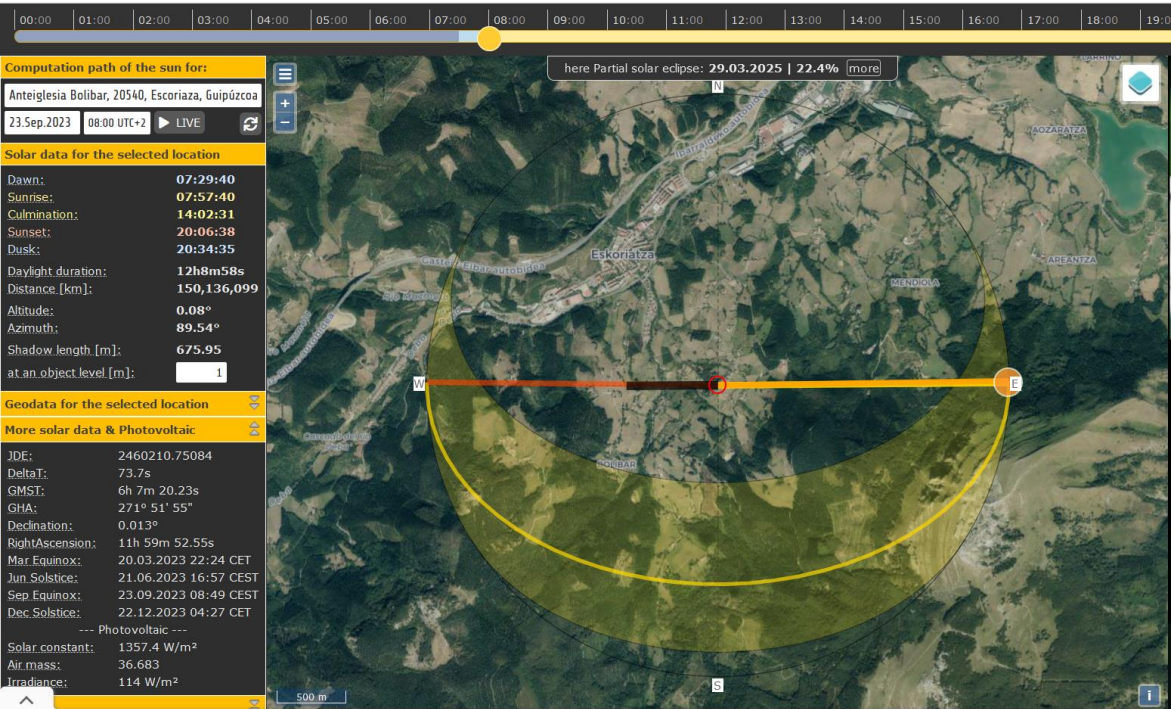 00:00 01:00 02:00 03:00 04:00 05:00 06:00 07:00 08:00 09:00 10:00 11:00 12:00 13:00 14:00 15:00 16:00 17:00 18:00 19:0
Computation path of the sun for:
Anteiglesia Bolibar, 20540, Escoriaza, Guipúzcoa
23.Sep.2023 08:00 UTC+2 LIVE
Solar data for the selected location
Dawn: 07:29:40
Sunrise: 07:57:40
Culmination: 14:02:31
Sunset: 20:06:38
Dusk: 20:34:35
Daylight duration: 12h8m58s
Distance [km]: 150,136,099
Altitude: 0.08°
Azimuth: 89.54°
Shadow length [m]: 675.95
at an object level [m]: 1
Geodata for the selected location
More solar data & Photovoltaic
JDE: 2460210.75084
DeltaT: 73.7s
GMST: 6h 7m 20.23s
GHA: 271° 51' 55"
Declination: 0.013°
RightAscension: 11h 59m 52.55s
Mar Equinox: 20.03.2023 22:24 CET
Jun Solstice: 21.06.2023 16:57 CEST
Sep Equinox: 23.09.2023 08:49 CEST
Dec Solstice: 22.12.2023 04:27 CET
--- Photovoltaic ---
Solar constant: 1357.4 W/m²
Air mass: 36.683
Irradiance: 114 W/m²
here Partial solar eclipse: 29.03.2025 | 22.4% more
+
−
N
Iparraldeko autobidea
AOZARATZA
Eskoriatza
Gasteiz-Eibar autobidea
AREANTZA
MENDIOLA
W
E
BOLIBAR
S
500 m
i